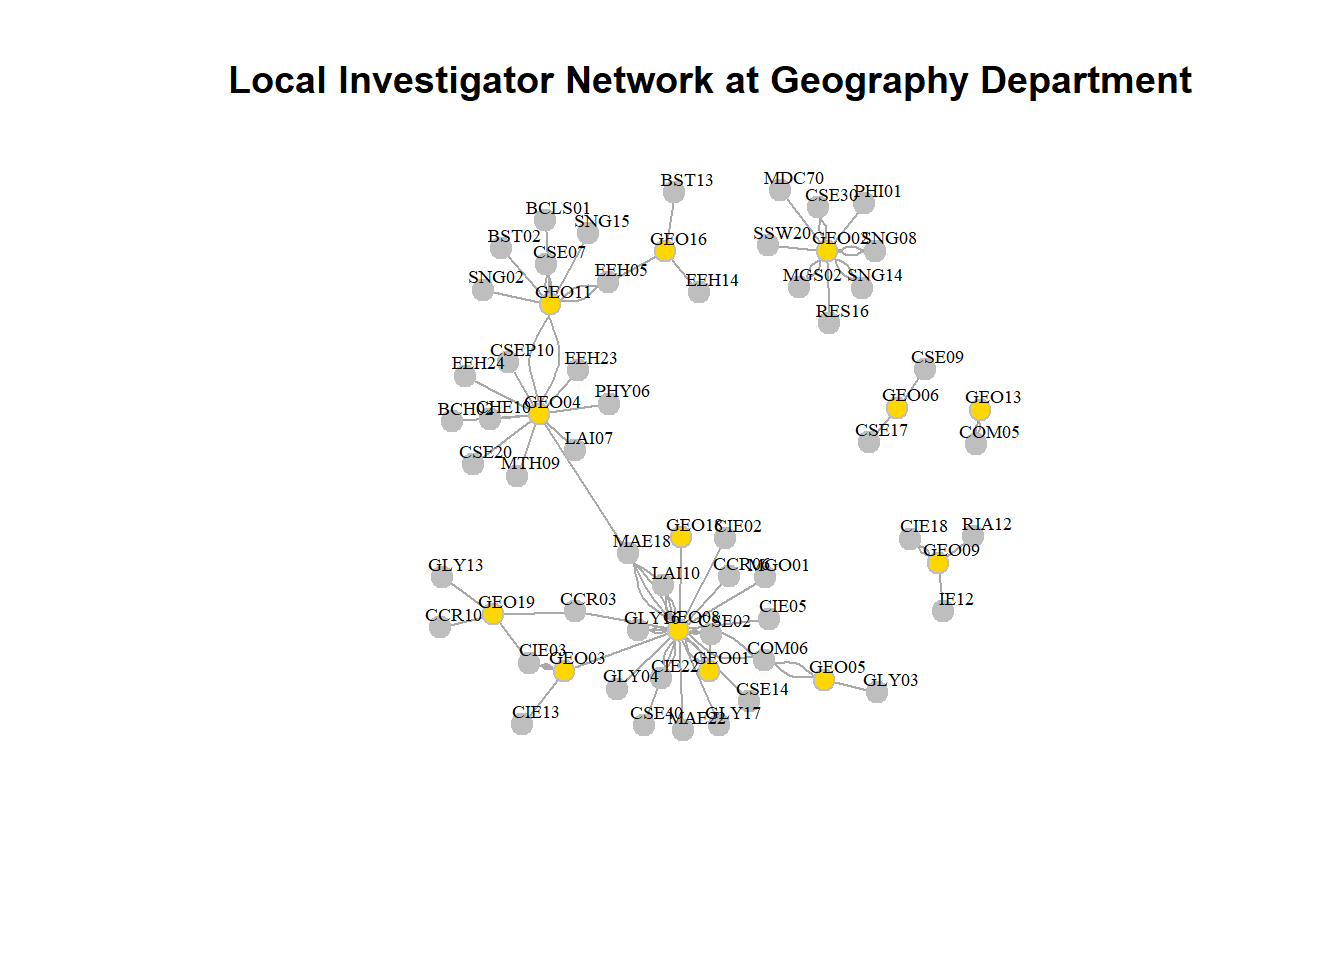 Local Investigator Network at Geography Department
MDC70
BST13
PHI01
CSE30
BCLS01
SNG15
BST02
SSW20
GEO02
SNG08
GEO16
CSE07
EEH05
SNG02
MGS02
SNG14
EEH14
GEO11
RES16
CSEP10
EEH24
EEH23
CSE09
PHY06
GEO06
GEO13
BCH02
CHE10
GEO04
CSE17
COM05
LAI07
CSE20
MTH09
GEO18
CIE02
CIE18
RIA12
MAE18
GEO09
GLY13
LAI10
CCR06
MGO01
GEO19
CCR03
IE12
CCR10
CIE05
GLY16
GEO08
CSE02
CIE03
GEO03
COM06
CIE22
GEO01
GEO05
GLY04
GLY03
CSE14
CIE13
CSE40
MAE22
GLY17